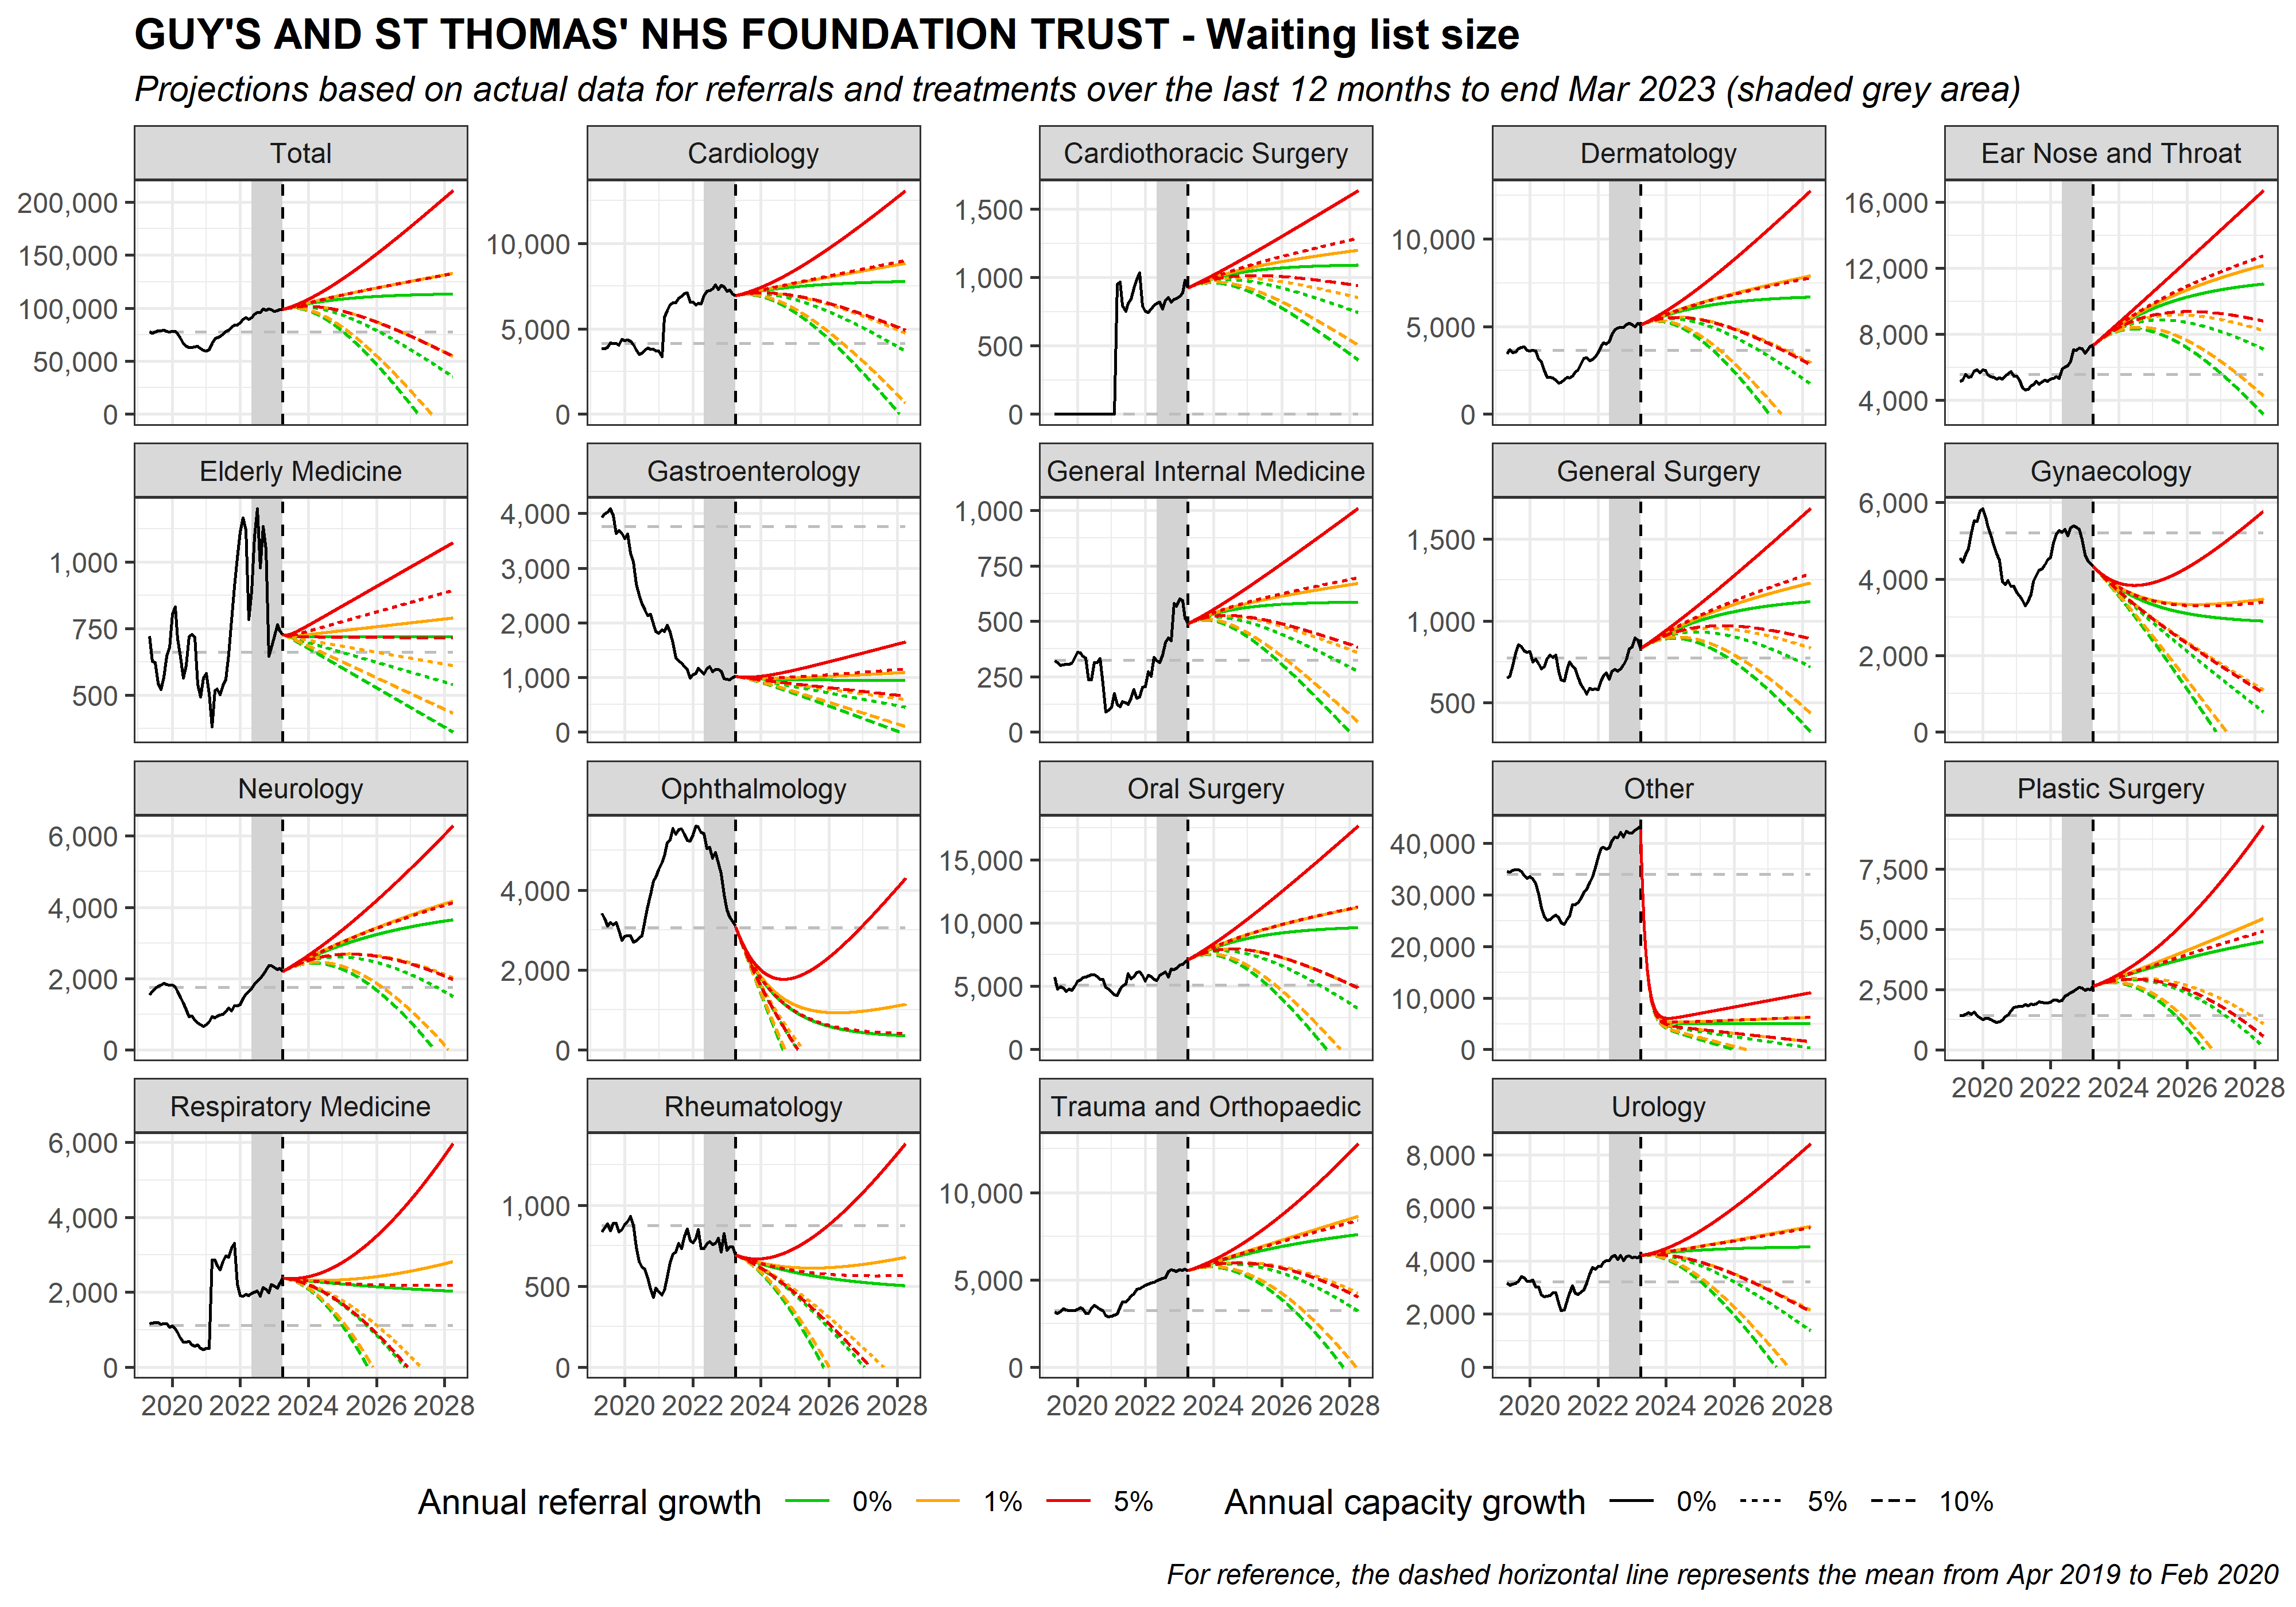 GUY'S AND ST THOMAS' NHS FOUNDATION TRUST - Waiting list size
Projections based on actual data for referrals and treatments over the last 12 months to end Mar 2023 (shaded grey area)
Total
Cardiology
Cardiothoracic Surgery
Dermatology
Ear Nose and Throat
200,000
150,000
100,000
50,000
0
10,000
5,000
0
1,500
1,000
500
0
10,000
5,000
0
16,000
12,000
8,000
4,000
Elderly Medicine
Gastroenterology
General Internal Medicine
General Surgery
Gynaecology
1,000
750
500
4,000
3,000
2,000
1,000
0
1,000
750
500
250
0
1,500
1,000
500
6,000
4,000
2,000
0
Neurology
Ophthalmology
Oral Surgery
Other
Plastic Surgery
6,000
4,000
2,000
0
4,000
2,000
0
15,000
10,000
5,000
0
40,000
30,000
20,000
10,000
0
7,500
5,000
2,500
0
2020 2022 2024 2026 2028
Respiratory Medicine
Rheumatology
Trauma and Orthopaedic
Urology
6,000
4,000
2,000
0
1,000
500
0
10,000
5,000
0
8,000
6,000
4,000
2,000
0
2020 2022 2024 2026 2028
2020 2022 2024 2026 2028
2020 2022 2024 2026 2028
2020 2022 2024 2026 2028
Annual referral growth 0% 1% 5% Annual capacity growth 0% 5% 10%
For reference, the dashed horizontal line represents the mean from Apr 2019 to Feb 2020